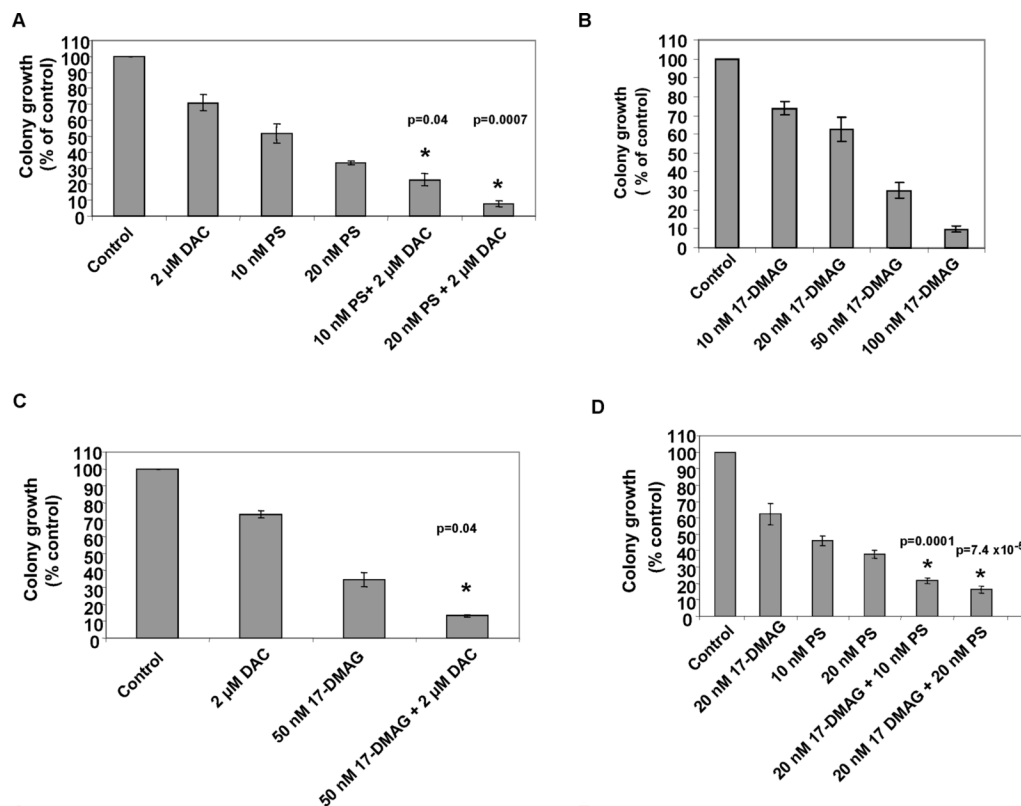 A
Colony growth
(% of control)
110
100
90
80
70
60
50
40
30
20
10
0
p=0.04
p=0.0007
*
*
Control
2 µM DAC
10 nM PS
20 nM PS
10 nM PS+ 2 µM DAC
20 nM PS + 2 µM DAC
B
Colony growth
( % of control)
110
100
90
80
70
60
50
40
30
20
10
0
Control
10 nM 17-DMAG
20 nM 17-DMAG
50 nM 17-DMAG
100 nM 17-DMAG
C
Colony growth
(% control)
110
100
90
80
70
60
50
40
30
20
10
0
p=0.04
*
Control
2 µM DAC
50 nM 17-DMAG
50 nM 17-DMAG + 2 µM DAC
D
Colony growth
(% control)
110
100
90
80
70
60
50
40
30
20
10
0
p=0.0001
p=7.4 x10-5
*
*
Control
20 nM 17-DMAG
10 nM PS
20 nM PS
20 nM 17-DMAG + 10 nM PS
20 nM 17 DMAG + 20 nM PS